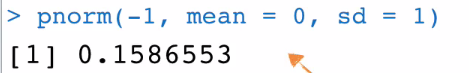 > pnorm(-1, mean = 0, sd = 1)
[1] 0.1586553